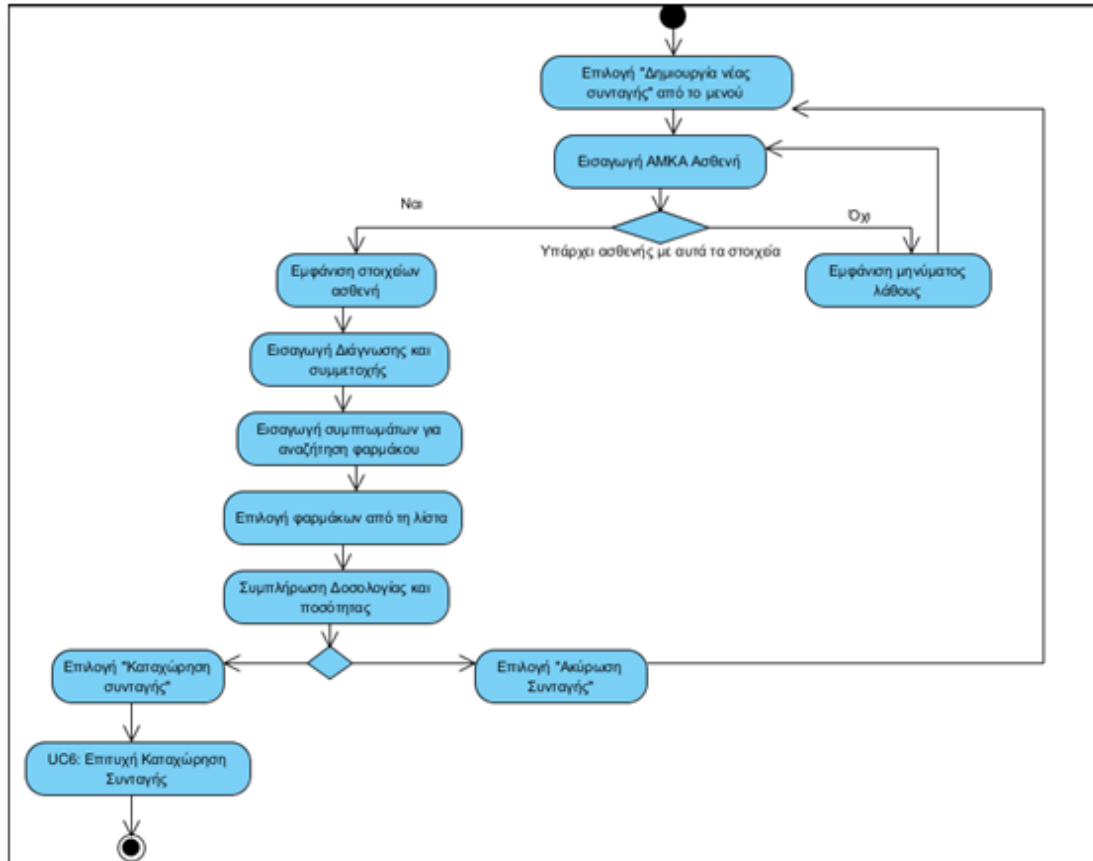 Επιλογή "Δημιουργία νέας
συνταγής" από το μενού
Εισαγωγή ΑΜΚΑ Ασθενή
Ναι
Όχι
Υπάρχει ασθενής με αυτά τα στοιχεία
Εμφάνιση στοιχείων
ασθενή
Εμφάνιση μηνύματος
λάθους
Εισαγωγή Διάγνωσης και
συμμετοχής
Εισαγωγή συμπτωμάτων για
αναζήτηση φαρμάκου
Επιλογή φαρμάκων από τη λίστα
Συμπλήρωση Δοσολογίας και
ποσότητας
Επιλογή "Καταχώρηση
συνταγής"
Επιλογή "Ακύρωση
Συνταγής"
UC6: Επιτυχή Καταχώρηση
Συνταγής